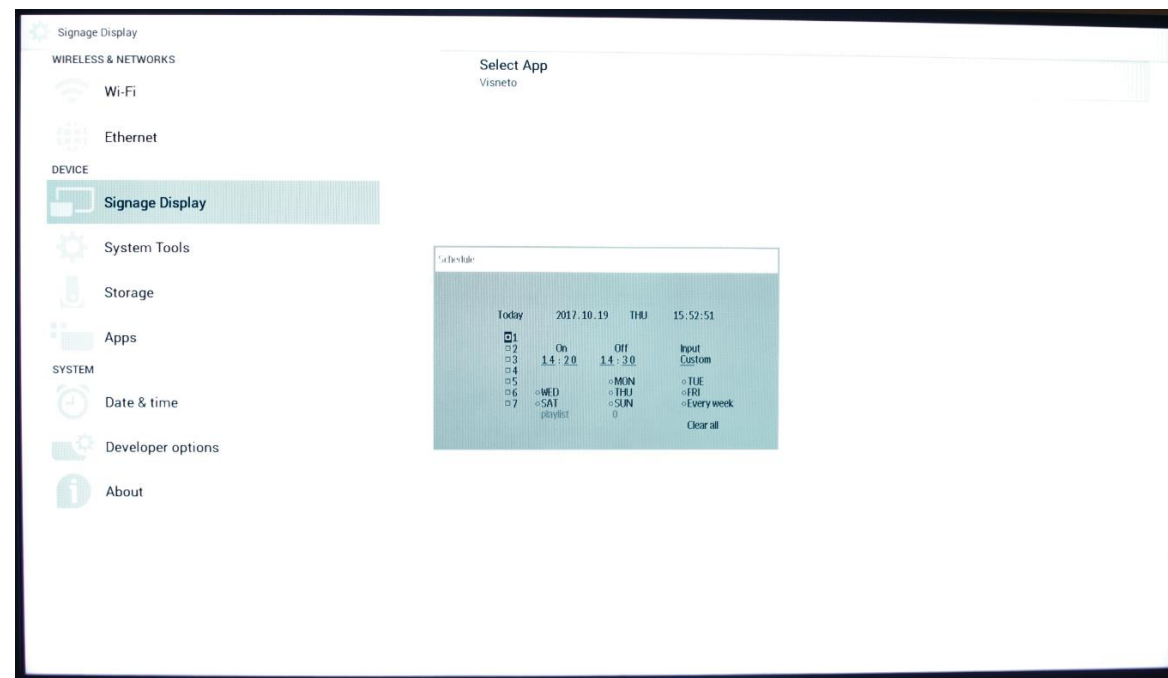 Signage Display
WIRELESS & NETWORKS
Wi-Fi
Ethernet
DEVICE
Signage Display
System Tools
Storage
Apps
SYSTEM
Date & time
Developer options
About
Select App
Visneto
Schedule
Today 2017.10.19 THU 15:52:51
1
2 On Off Input
3 14:20 14:30 Custom
4
5 MON TUE
6 WED THU FRI
7 SAT SUN Every week
playlist 0
Clear all